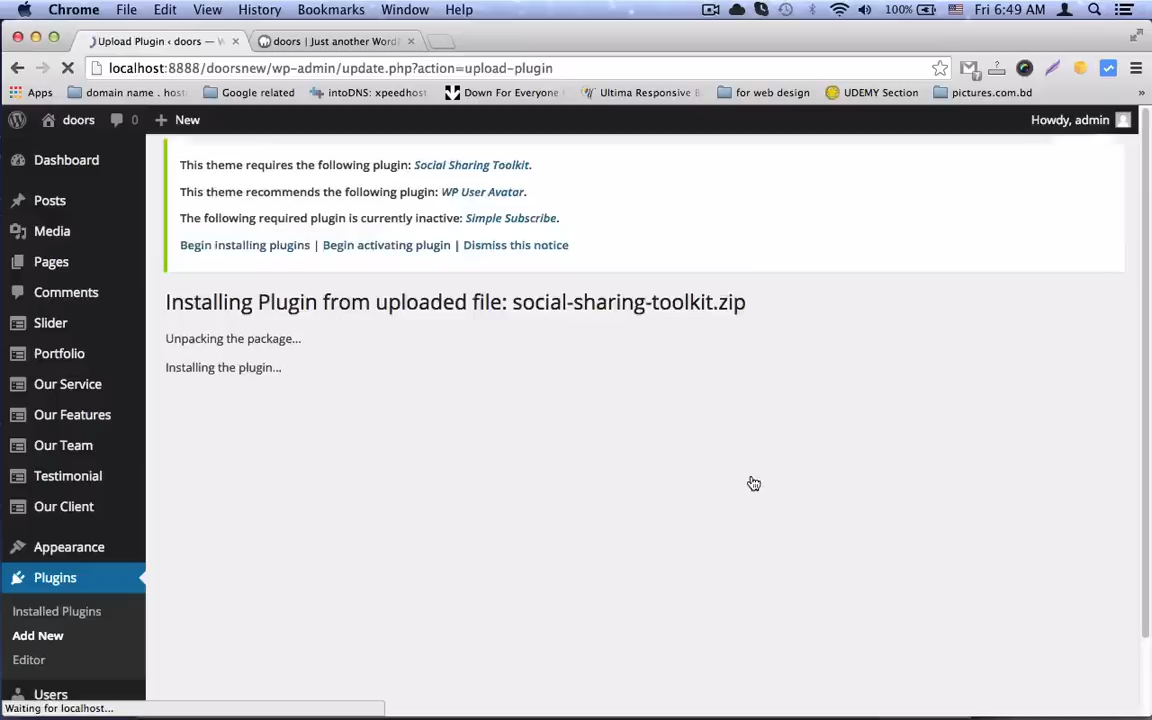 Chrome File Edit View History Bookmarks Window Help 100% Fri 6:49 AM
Upload Plugin ‹ doors — W doors | Just another Word
localhost:8888/doorsnew/wp-admin/update.php?action=upload-plugin
Apps domain name . host Google related intoDNS: xpeedhost Down For Everyone Ultima Responsive for web design UDEMY Section pictures.com.bd »
doors 0 New Howdy, admin
This theme requires the following plugin: Social Sharing Toolkit.
This theme recommends the following plugin: WP User Avatar.
The following required plugin is currently inactive: Simple Subscribe.
Begin installing plugins | Begin activating plugin | Dismiss this notice
Installing Plugin from uploaded file: social-sharing-toolkit.zip
Unpacking the package...
Installing the plugin...
Dashboard
Posts
Media
Pages
Comments
Slider
Portfolio
Our Service
Our Features
Our Team
Testimonial
Our Client
Appearance
Plugins
Installed Plugins
Add New
Editor
Users
Waiting for localhost...